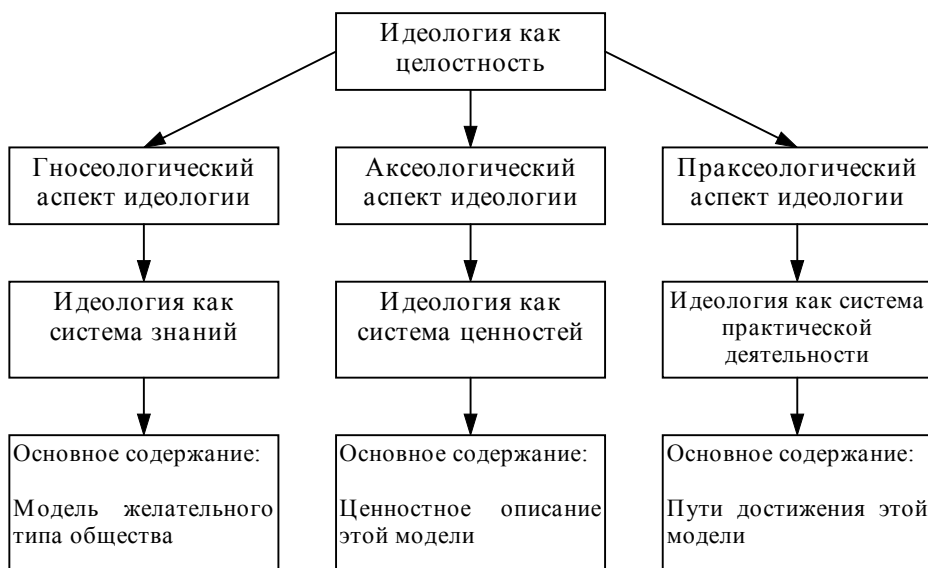 Идеология как
целостность
Гносеологический
аспект идеологии
Аксеологический
аспект идеологии
Праксеологический
аспект идеологии
Идеология как
система знаний
Идеология как
система ценностей
Идеология как система
практической
деятельности
Основное содержание:
Модель желательного
типа общества
Основное содержание:
Ценностное описание
этой модели
Основное содержание:
Пути достижения этой
модели